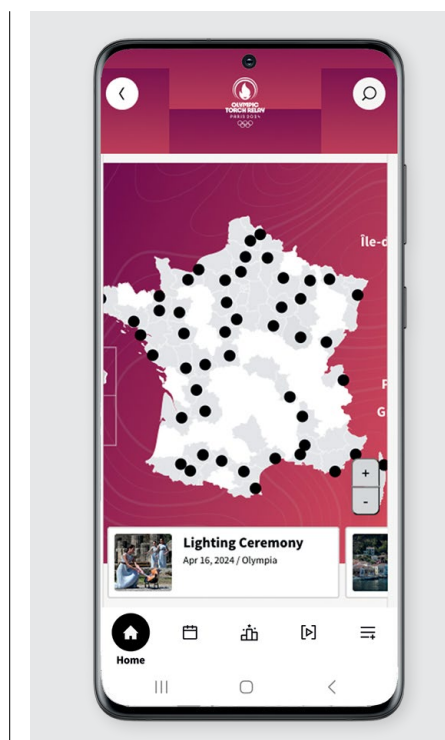 OLYMPIC
TORCH RELAY
PARIS 2024
Île-d
F
G
+
-
Lighting Ceremony
Apr 16, 2024 / Olympia
Home